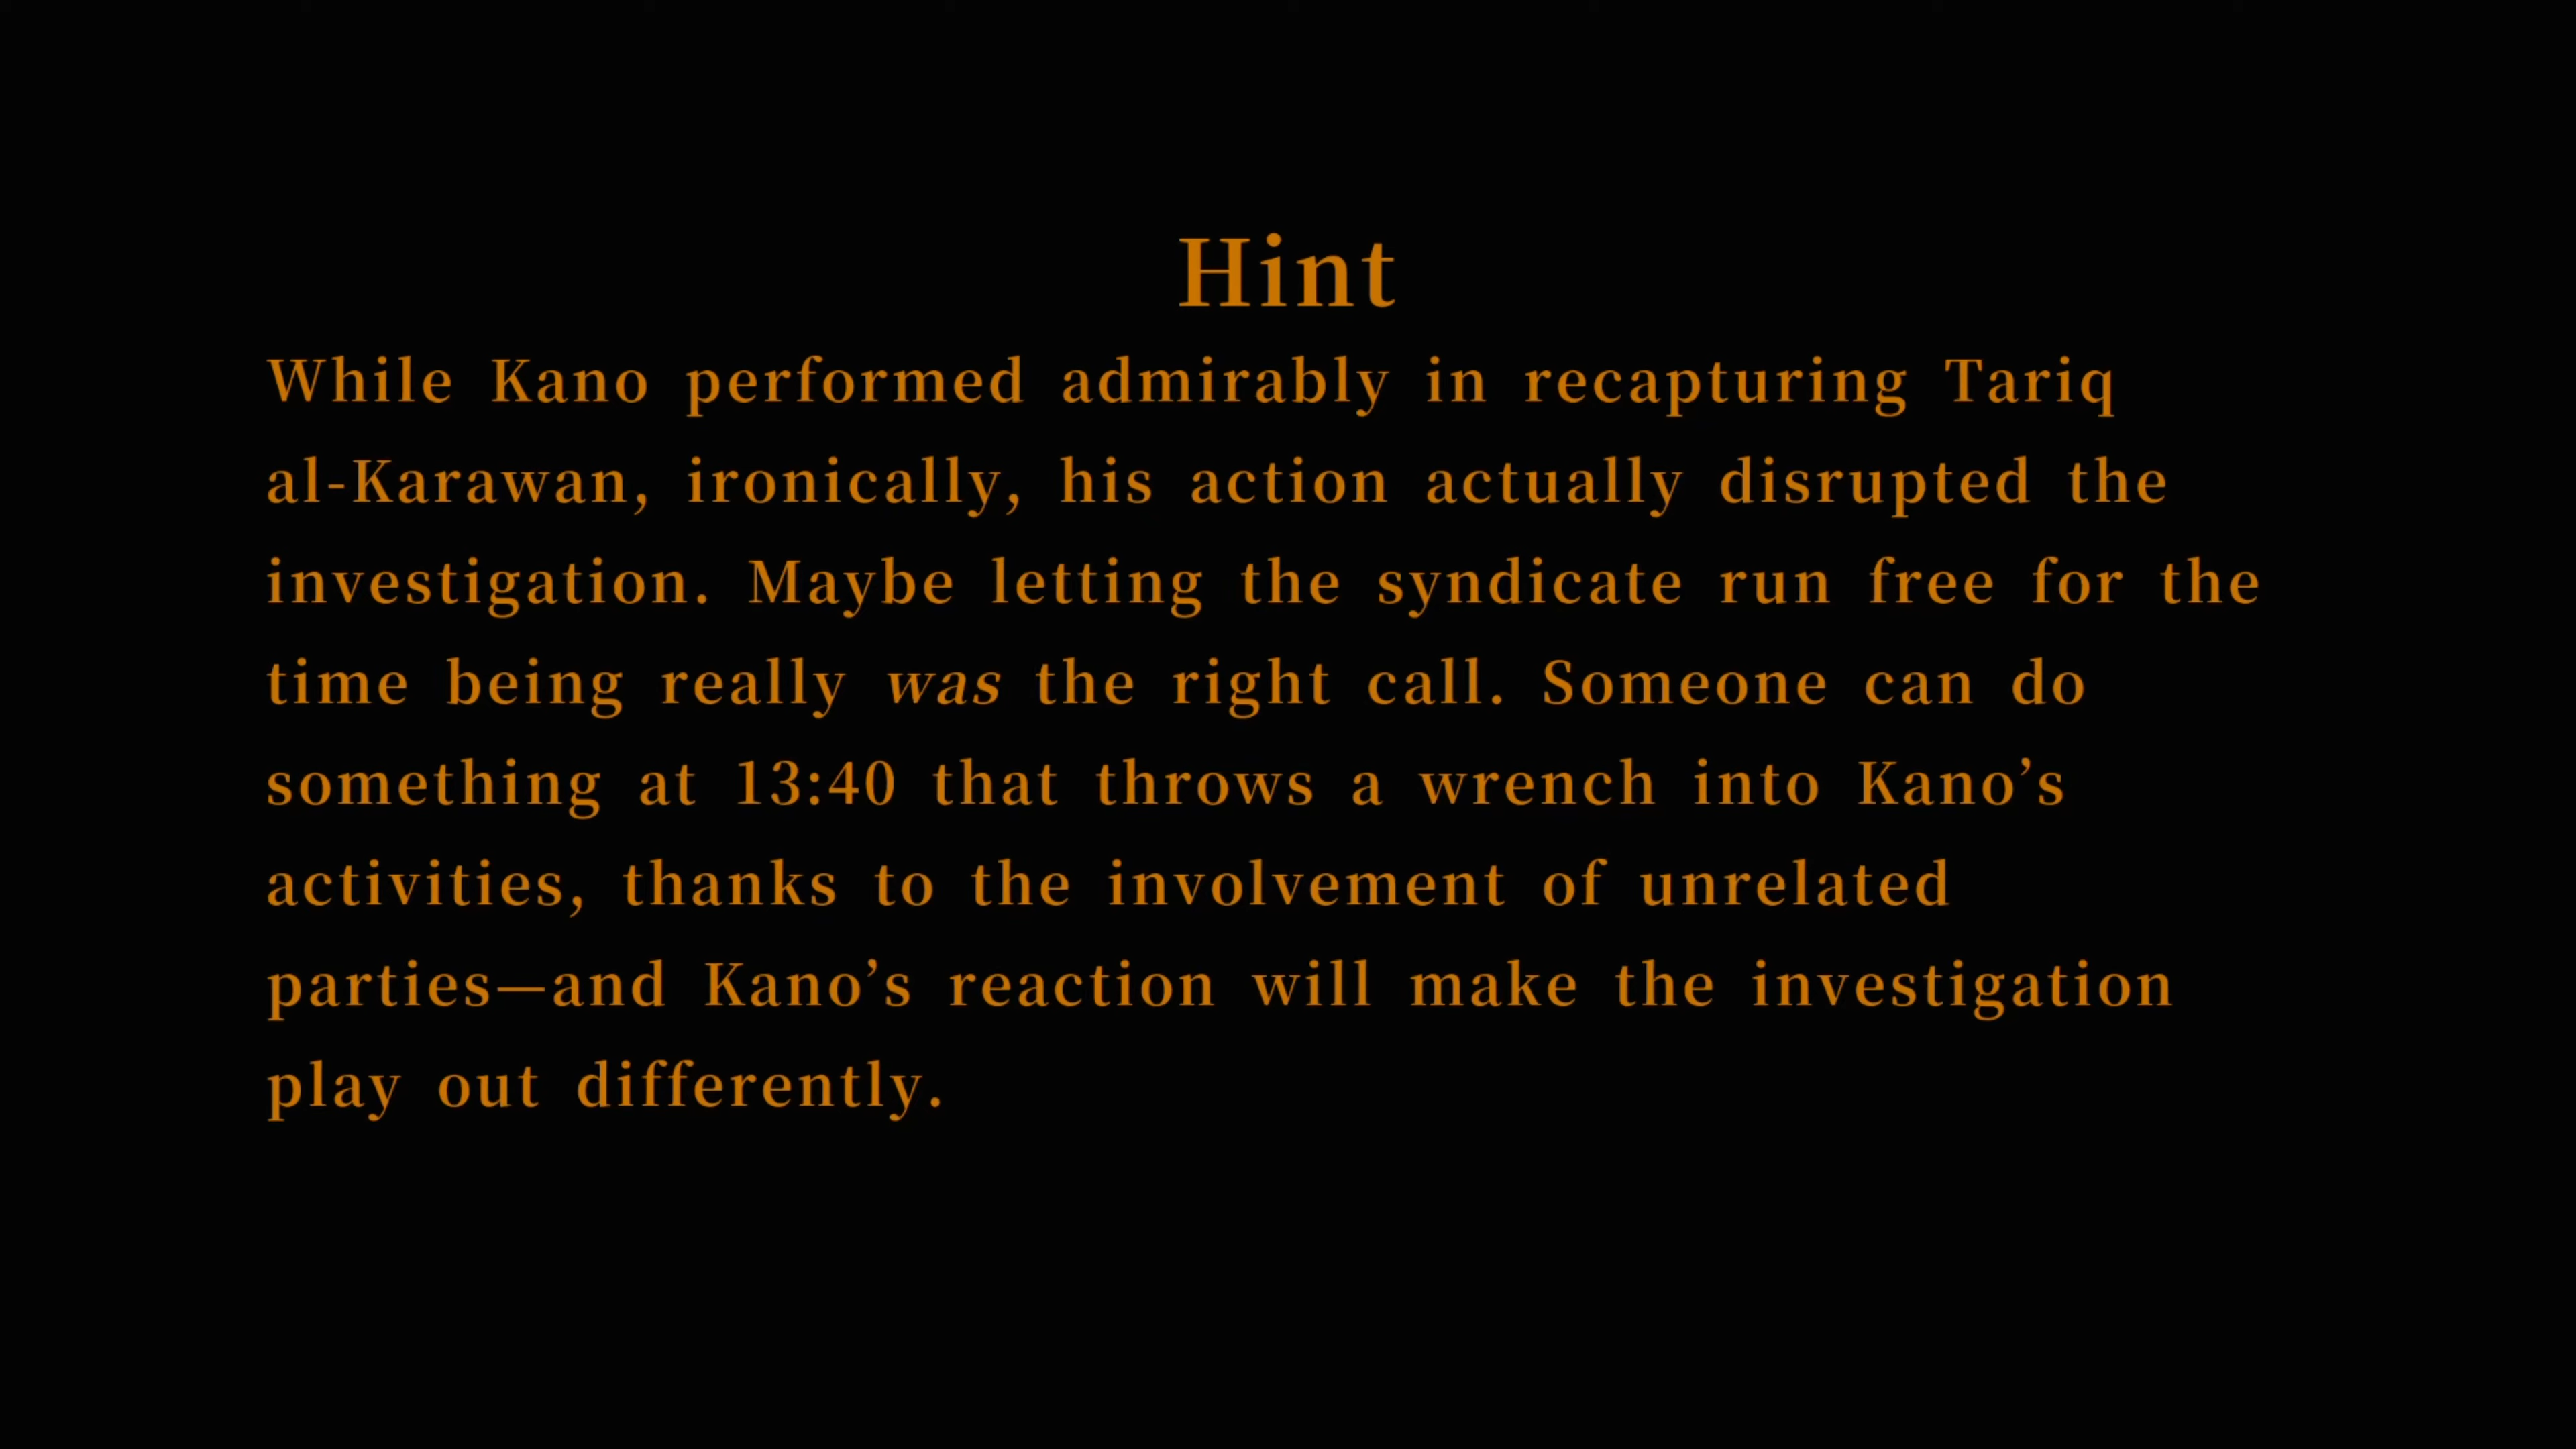 Hint
While Kano performed admirably in recapturing Tariq
al-Karawan, ironically, his action actually disrupted the
investigation. Maybe letting the syndicate run free for the
time being really was the right call. Someone can do
something at 13:40 that throws a wrench into Kano’s
activities, thanks to the involvement of unrelated
parties—and Kano’s reaction will make the investigation
play out differently.